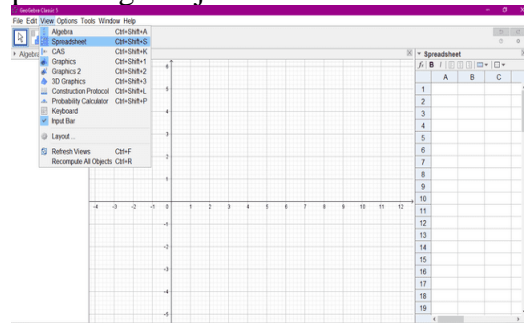 GeoGebra Classic 5
File Edit View Options Tools Window Help
Algebra Ctrl+Shift+A
Spreadsheet Ctrl+Shift+S
CAS Ctrl+Shift+K
Graphics Ctrl+Shift+1
Graphics 2 Ctrl+Shift+2
3D Graphics Ctrl+Shift+3
Construction Protocol Ctrl+Shift+L
Probability Calculator Ctrl+Shift+P
Keyboard
Input Bar
Layout ...
Refresh Views Ctrl+F
Recompute All Objects Ctrl+R
Algebra
Spreadsheet
fx B I
A B C
1
2
3
4
5
6
7
8
9
10
11
12
13
14
15
16
17
18
19
6
5
4
3
2
1
-4 -3 -2 -1 0 1 2 3 4 5 6 7 8 9 10 11 12
-1
-2
-3
-4
-5